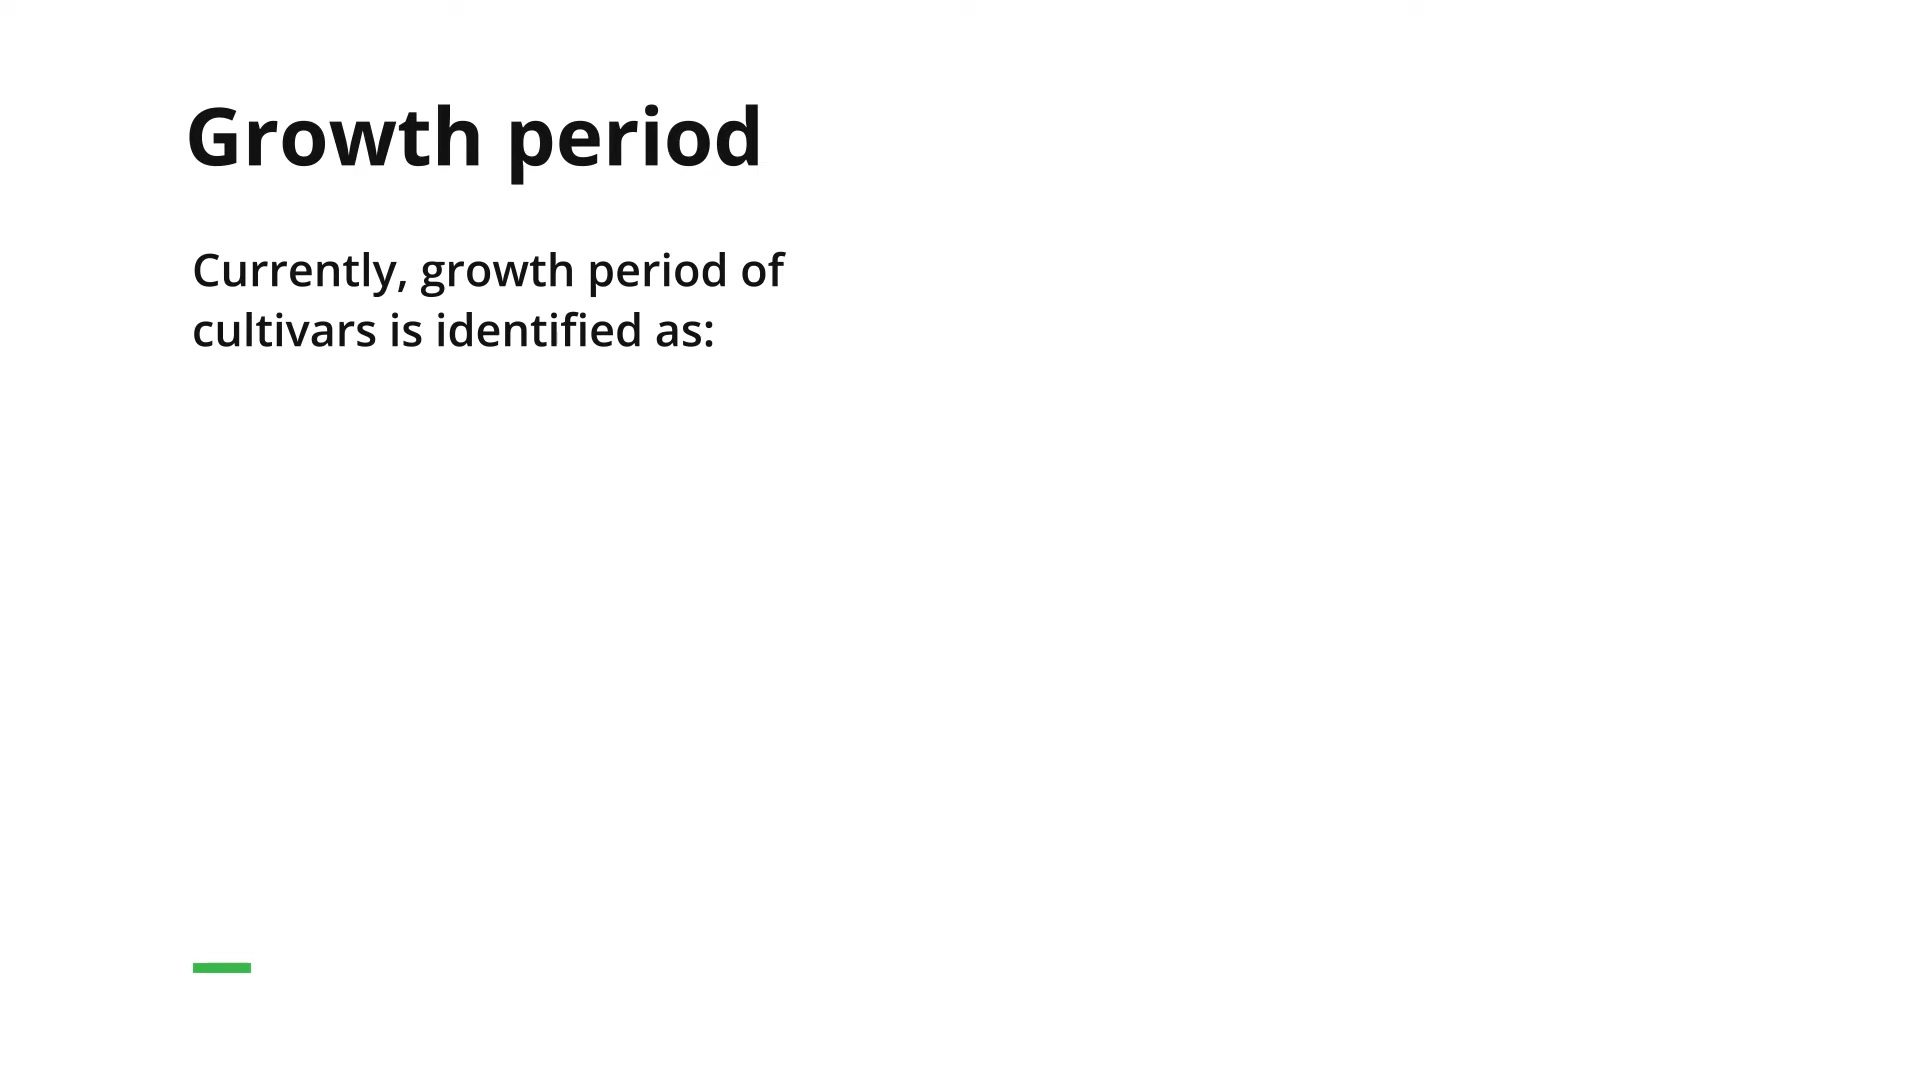 Growth period
Currently, growth period of
cultivars is identified as: